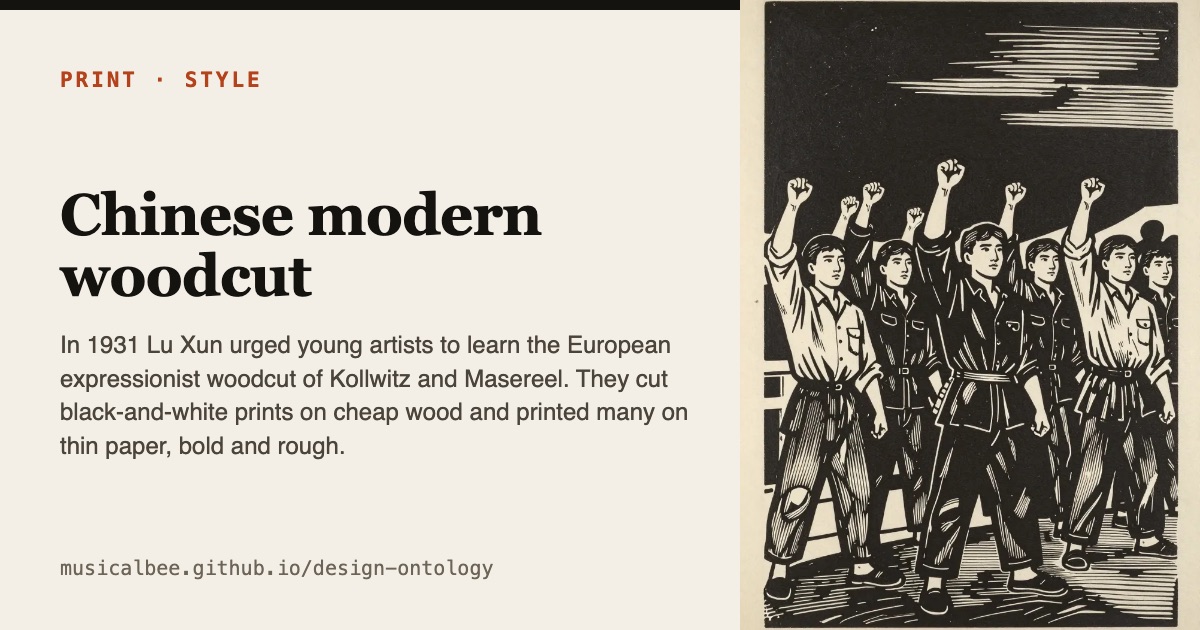 PRINT · STYLE
Chinese modern
woodcut
In 1931 Lu Xun urged young artists to learn the European
expressionist woodcut of Kollwitz and Masereel. They cut
black-and-white prints on cheap wood and printed many on
thin paper, bold and rough.
musicalbee.github.io/design-ontology